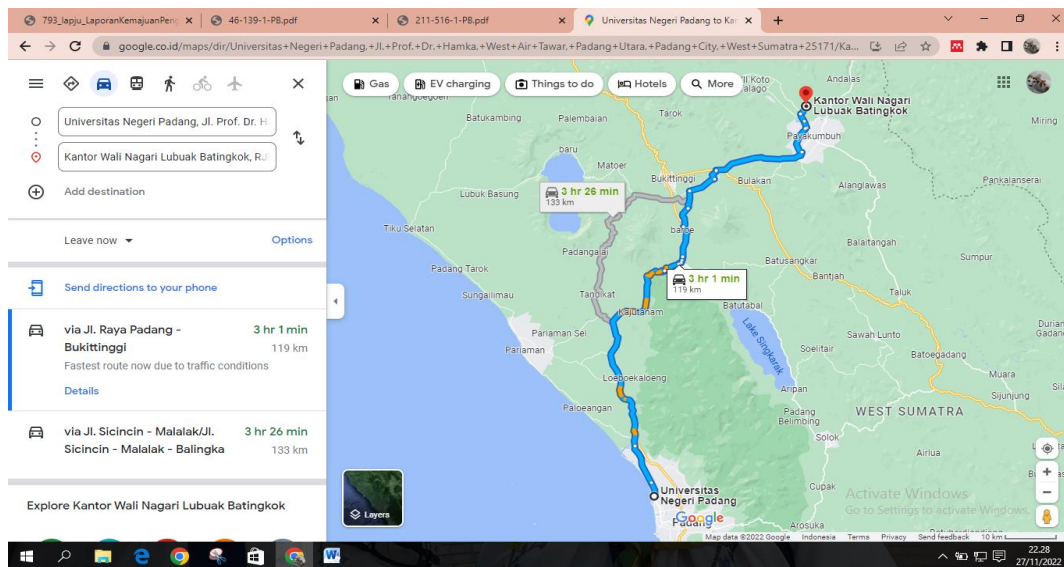 793_lapju_LaporanKemajuanPeng
46-139-1-PB.pdf
211-516-1-PB.pdf
Universitas Negeri Padang to Kan
google.co.id/maps/dir/Universitas+Negeri+Padang,+Jl.+Prof.+Dr.+Hamka,+West+Air+Tawar,+Padang+Utara,+Padang+City,+West+Sumatra+25171/Ka...
Universitas Negeri Padang, Jl. Prof. Dr. H
Kantor Wali Nagari Lubuak Batingkok, RJ
Add destination
Leave now
Options
Send directions to your phone
via Jl. Raya Padang - 3 hr 1 min
Bukittinggi 119 km
Fastest route now due to traffic conditions
Details
via Jl. Sicincin - Malalak/Jl. 3 hr 26 min
Sicincin - Malalak - Balingka 133 km
Explore Kantor Wali Nagari Lubuak Batingkok
Gas
EV charging
Things to do
Hotels
More
Koto
Andalas
Kantor Wali Nagari
Lubuak Batingkok
Batukambing
Palembaian
Tarok
Payakumbuh
Miring
baru
Matoer
Bukittinggi
Bulakan
Alanglawas
Pankalanserai
3 hr 26 min
133 km
Lubuk Basung
Tiku Selatan
Padangalai
Balaitangah
Padang Tarok
Batusangkar
Sumpur
Bantjah
3 hr 1 min
119 km
Sungailimau
Tandikat
Taluk
Kajutanam
Batutabal
Pariaman Sei
Lake Singkarak
Sawah Lunto
Pariaman
Soelitair
Batoegadang
Loeboekaloeng
Muara
Sijunjung
Aripan
Paloeangan
Padang
Belimbing
WEST SUMATRA
Solok
Airlua
Universitas
Negeri Padang
Padang
Cupak
Arosuka
Layers
Google
Activate Windows
Go to Settings to activate Windows.
Map data ©2022 Google Indonesia Terms Privacy Send feedback 10 km
22.28
27/11/2022